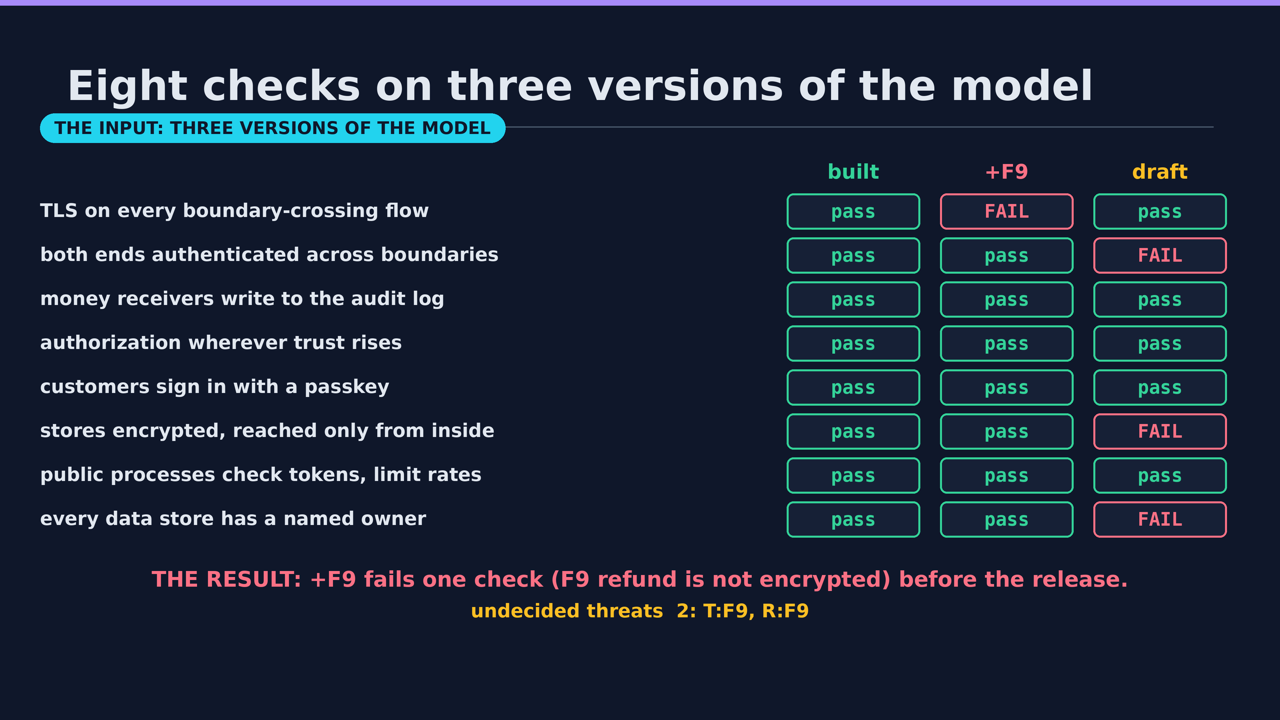 Eight checks on three versions of the model
THE INPUT: THREE VERSIONS OF THE MODEL
built +F9 draft
TLS on every boundary-crossing flow pass FAIL pass
both ends authenticated across boundaries pass pass FAIL
money receivers write to the audit log pass pass pass
authorization wherever trust rises pass pass pass
customers sign in with a passkey pass pass pass
stores encrypted, reached only from inside pass pass FAIL
public processes check tokens, limit rates pass pass pass
every data store has a named owner pass pass FAIL
THE RESULT: +F9 fails one check (F9 refund is not encrypted) before the release.
undecided threats 2: T:F9, R:F9